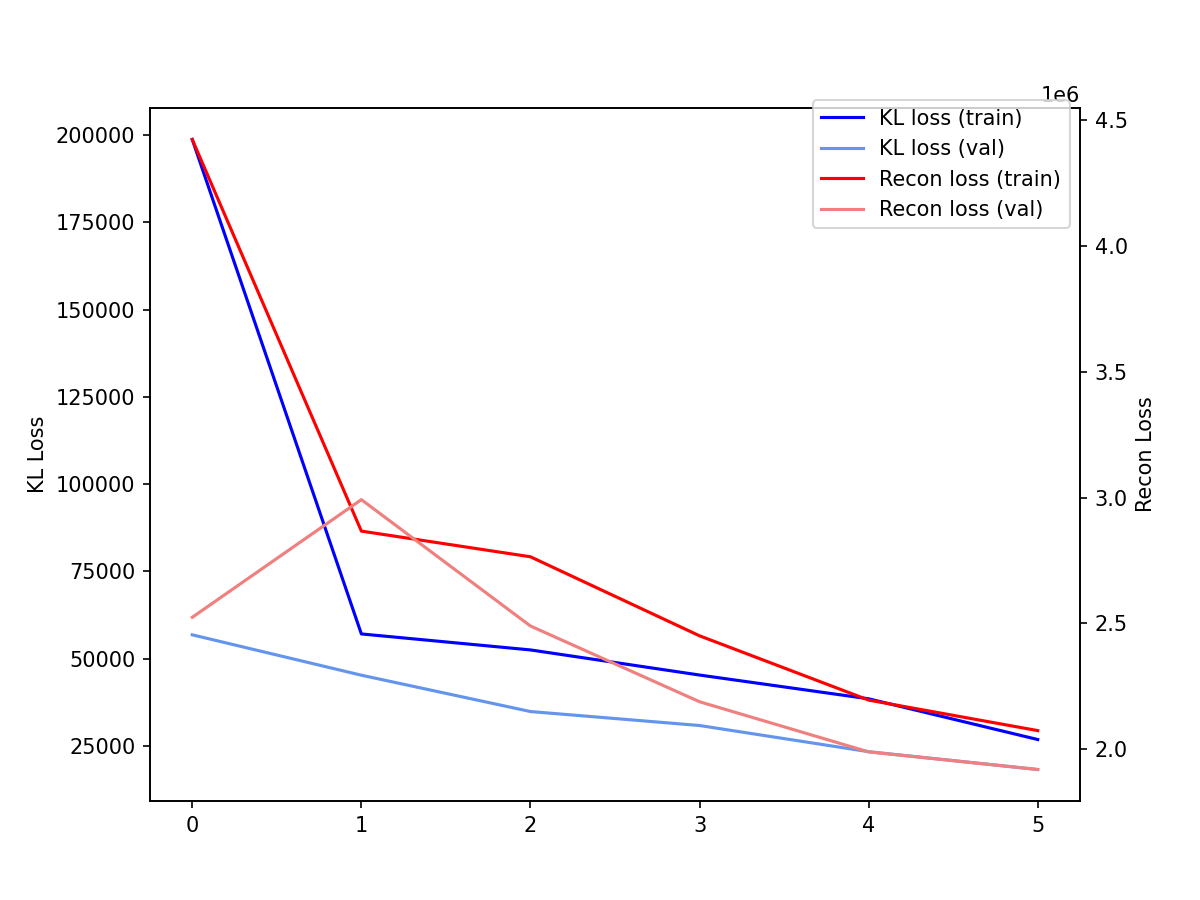 1e6
KL loss (train)
KL loss (val)
Recon loss (train)
Recon loss (val)
200000
175000
150000
125000
100000
75000
50000
25000
KL Loss
4.5
4.0
3.5
3.0
2.5
2.0
Recon Loss
0 1 2 3 4 5